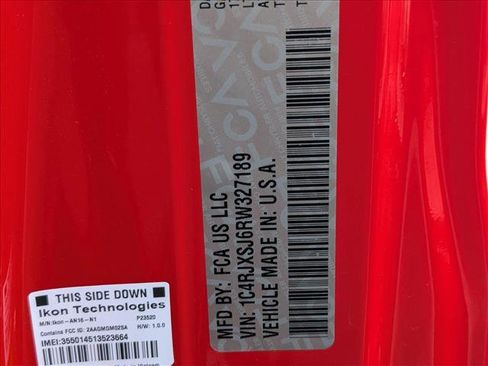 MFD BY: FCA US LLC
VIN: 1C4RJXSJ6RW327189
VEHICLE MADE IN: U.S.A.
THIS SIDE DOWN
Ikon Technologies
M/N:Ikon-AN16-N1 P23520
Contains FCC ID: 2AAGMGM02SA H/W: 1.0.0
IMEI:355014513523664